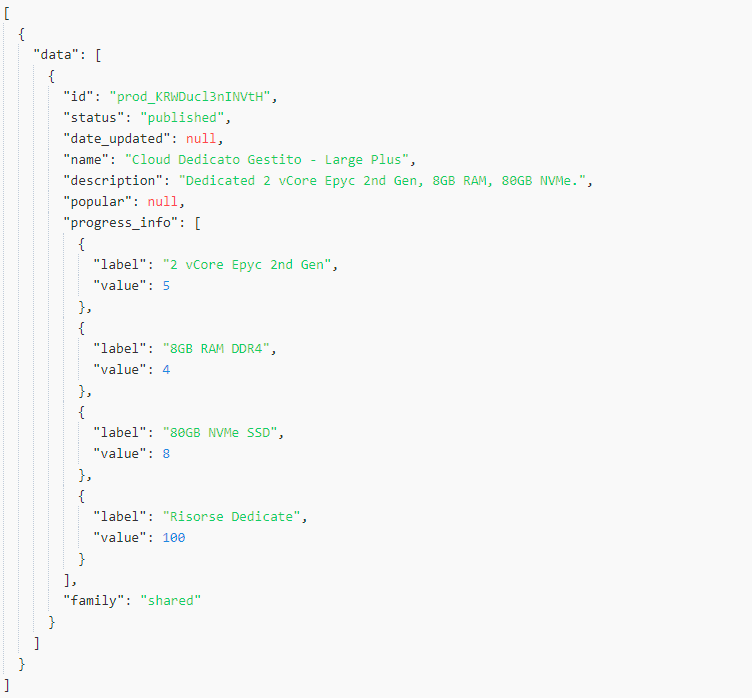 [
  {
    "data": [
      {
        "id": "prod_KRWDucl3nINVtH",
        "status": "published",
        "date_updated": null,
        "name": "Cloud Dedicato Gestito - Large Plus",
        "description": "Dedicated 2 vCore Epyc 2nd Gen, 8GB RAM, 80GB NVMe.",
        "popular": null,
        "progress_info": [
          {
            "label": "2 vCore Epyc 2nd Gen",
            "value": 5
          },
          {
            "label": "8GB RAM DDR4",
            "value": 4
          },
          {
            "label": "80GB NVMe SSD",
            "value": 8
          },
          {
            "label": "Risorse Dedicate",
            "value": 100
          }
        ],
        "family": "shared"
      }
    ]
  }
]